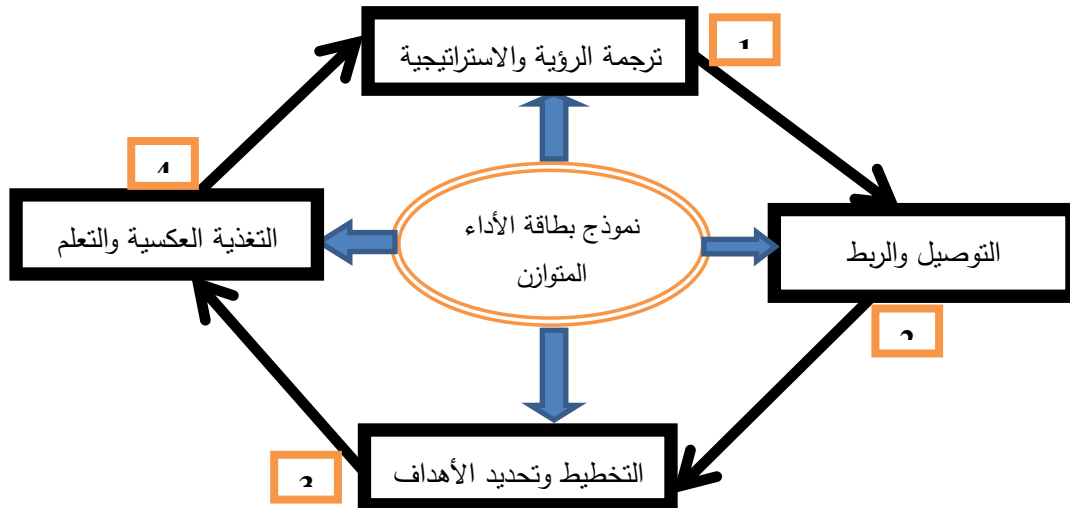 ترجمة الرؤية والاستراتيجية
1
4
التغذية العكسية والتعلم
نموذج بطاقة الأداء
المتوازن
التوصيل والربط
2
التخطيط وتحديد الأهداف
3